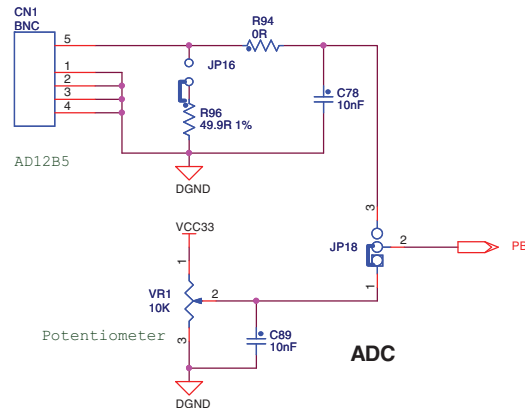 CN1
BNC
5
1
2
3
4
AD12B5
R94
0R
JP16
R96
49.9R 1%
C78
10nF
DGND
VCC33
1
VR1
10K
2
3
Potentiometer
C89
10nF
DGND
3
JP18
2
1
PB
ADC